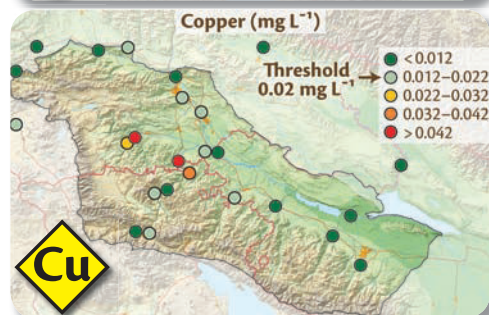 Copper (mg L⁻¹)
Threshold
0.02 mg L⁻¹
< 0.012
0.012–0.022
0.022–0.032
0.032–0.042
> 0.042
Cu